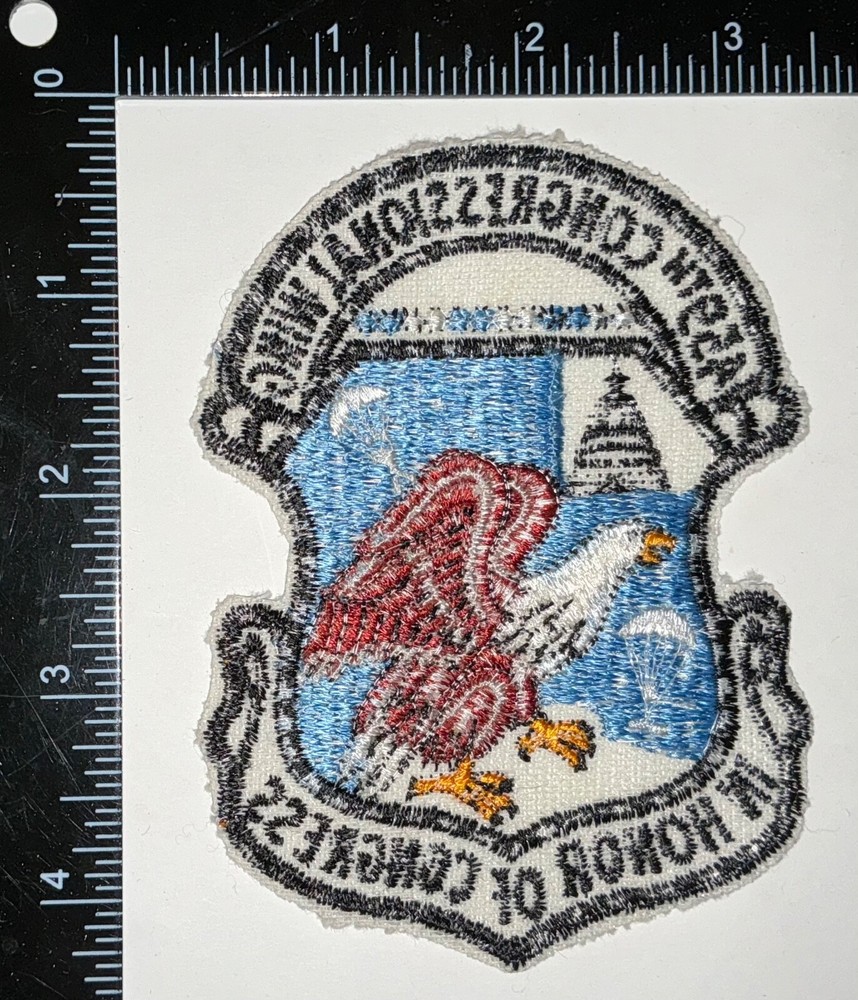 0 1 2 3
1
2
3
4
459TH CONGRESSIONAL WING
IN HONOR OF CONGRESS